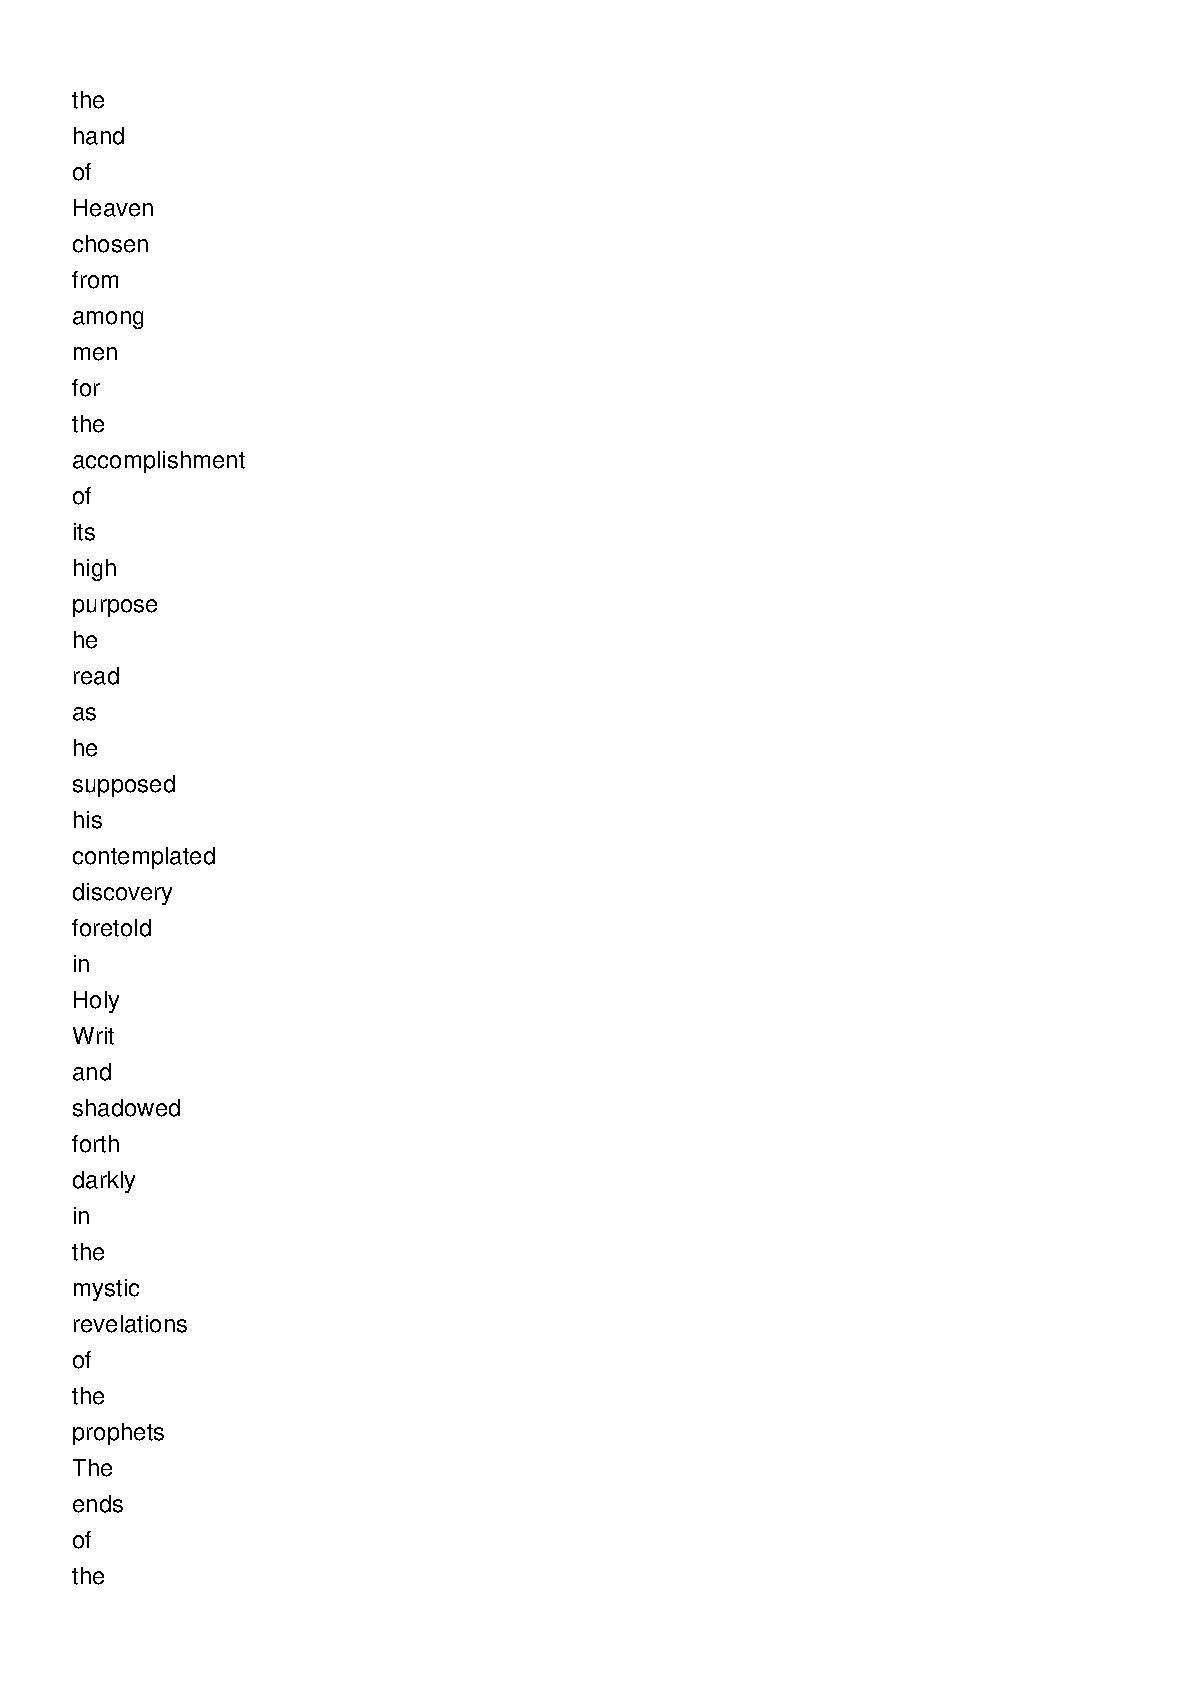 the
hand
of
Heaven
chosen
from
among
men
for
the
accomplishment
of
its
high
purpose
he
read
as
he
supposed
his
contemplated
discovery
foretold
in
Holy
Writ
and
shadowed
forth
darkly
in
the
mystic
revelations
of
the
prophets
The
ends
of
the